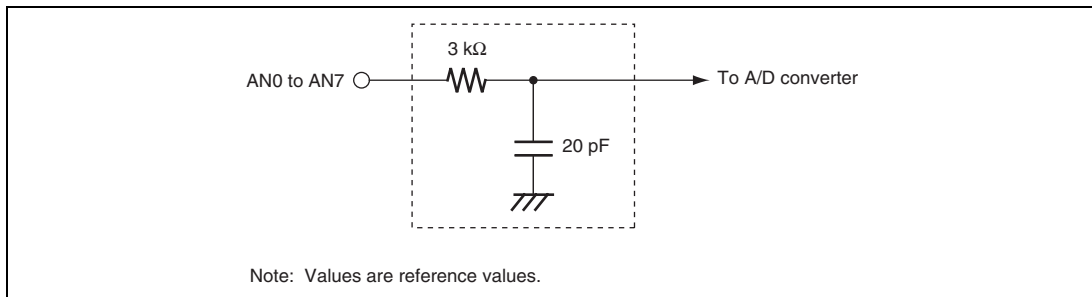 3 kΩ
AN0 to AN7
To A/D converter
20 pF
Note: Values are reference values.